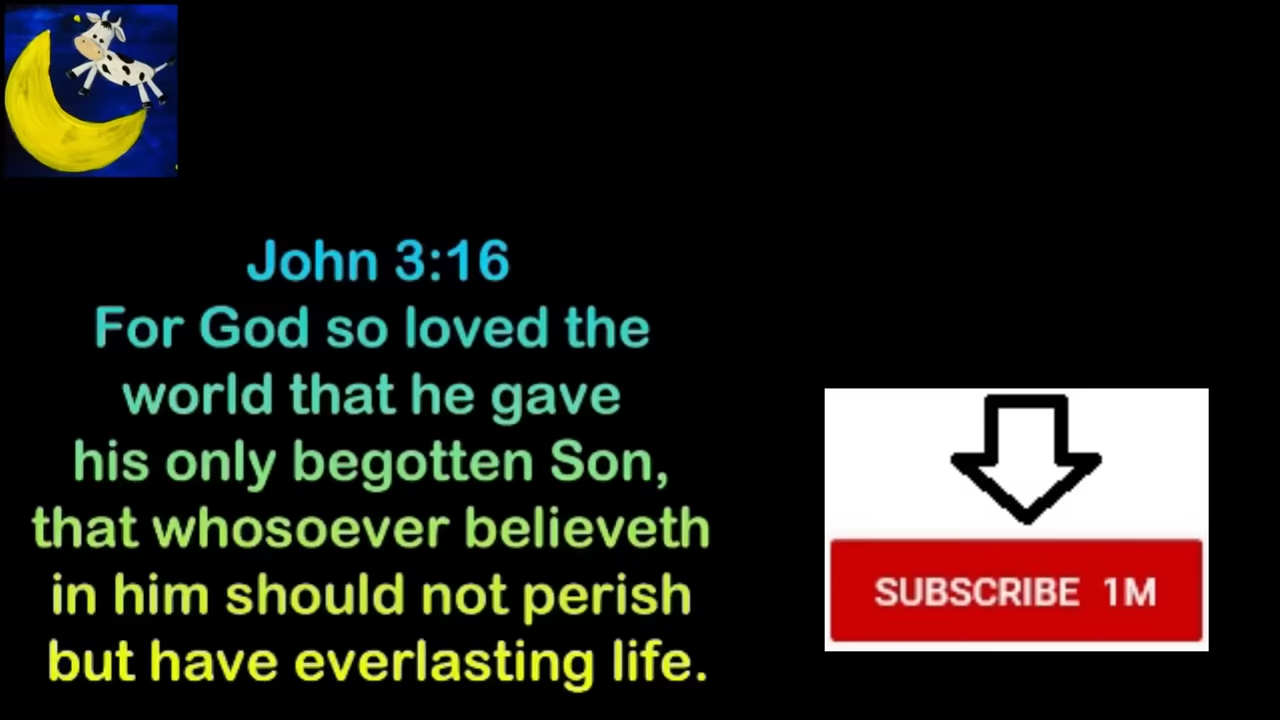 John 3:16
For God so loved the
world that he gave
his only begotten Son,
that whosoever believeth
in him should not perish
but have everlasting life.
SUBSCRIBE 1M